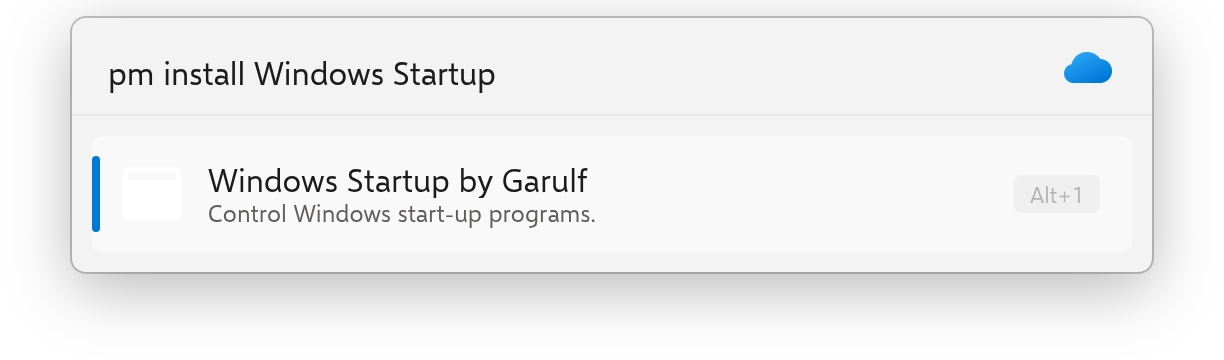 pm install Windows Startup
Windows Startup by Garulf
Control Windows start-up programs.
Alt+1